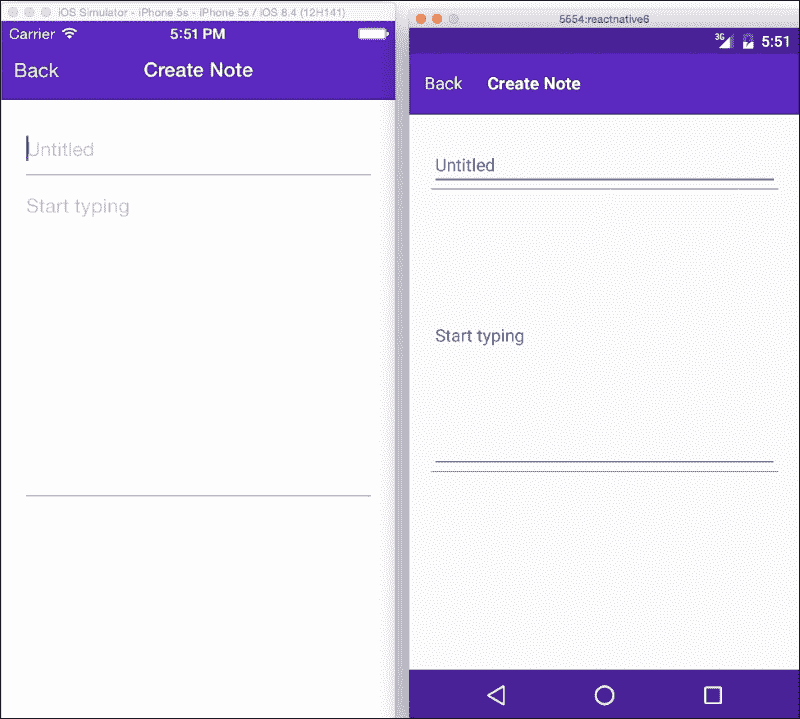 iOS Simulator - iPhone 5s - iPhone 5s / iOS 8.4 (12H141)
Carrier 5:51 PM
Back Create Note
Untitled
Start typing
5554:reactnative6
3G 5:51
Back Create Note
Untitled
Start typing